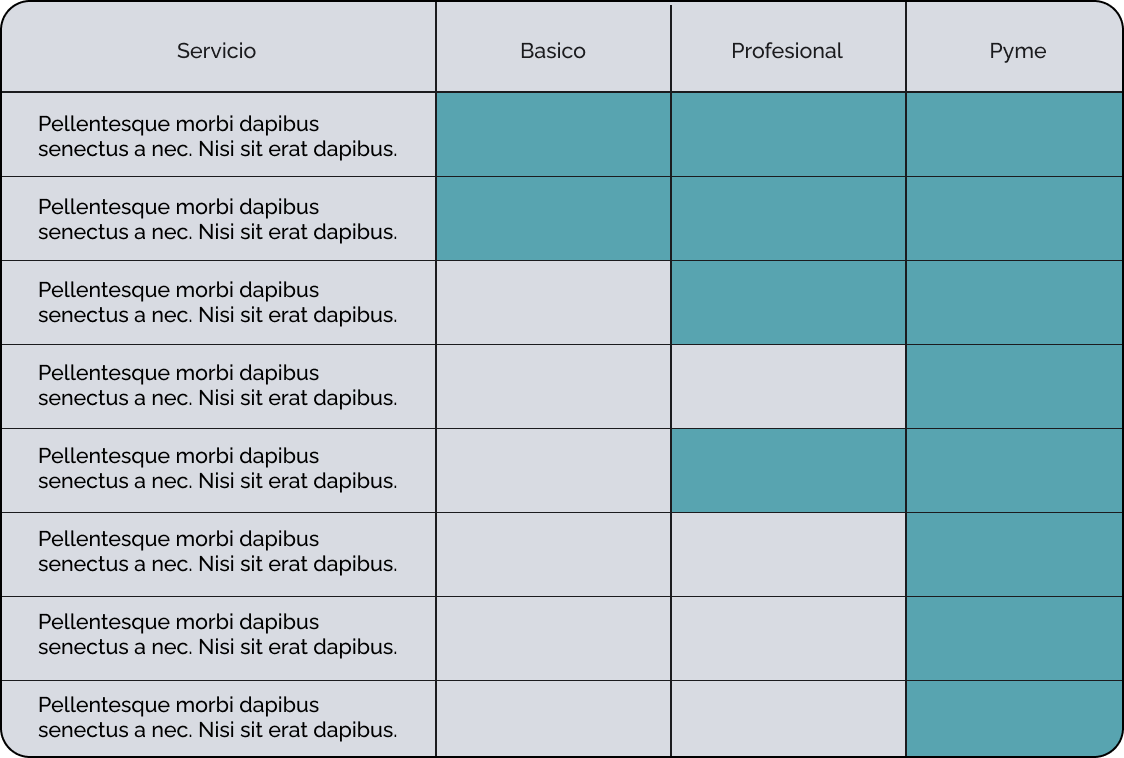 Servicio Basico Profesional Pyme
Pellentesque morbi dapibus
senectus a nec. Nisi sit erat dapibus.
Pellentesque morbi dapibus
senectus a nec. Nisi sit erat dapibus.
Pellentesque morbi dapibus
senectus a nec. Nisi sit erat dapibus.
Pellentesque morbi dapibus
senectus a nec. Nisi sit erat dapibus.
Pellentesque morbi dapibus
senectus a nec. Nisi sit erat dapibus.
Pellentesque morbi dapibus
senectus a nec. Nisi sit erat dapibus.
Pellentesque morbi dapibus
senectus a nec. Nisi sit erat dapibus.
Pellentesque morbi dapibus
senectus a nec. Nisi sit erat dapibus.